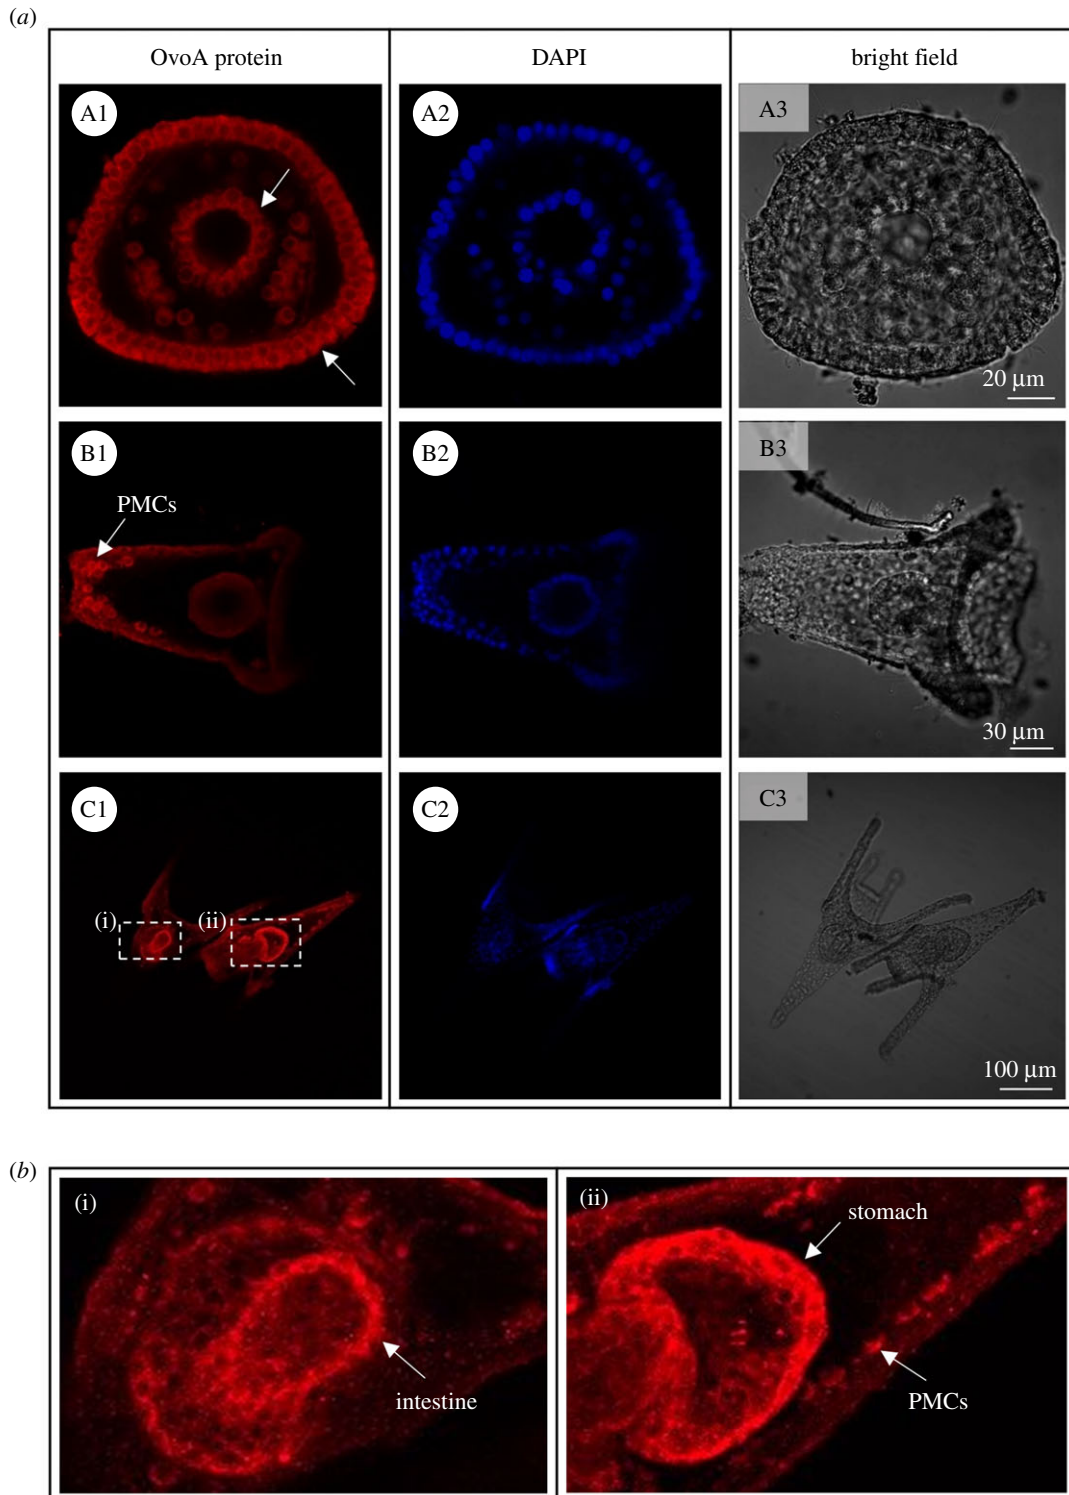 (a)
OvoA protein DAPI bright field
A1 A2 A3
20 µm
B1 B2 B3
PMCs
30 µm
C1 C2 C3
(i) (ii)
100 µm
(b)
(i) (ii)
stomach
intestine
PMCs